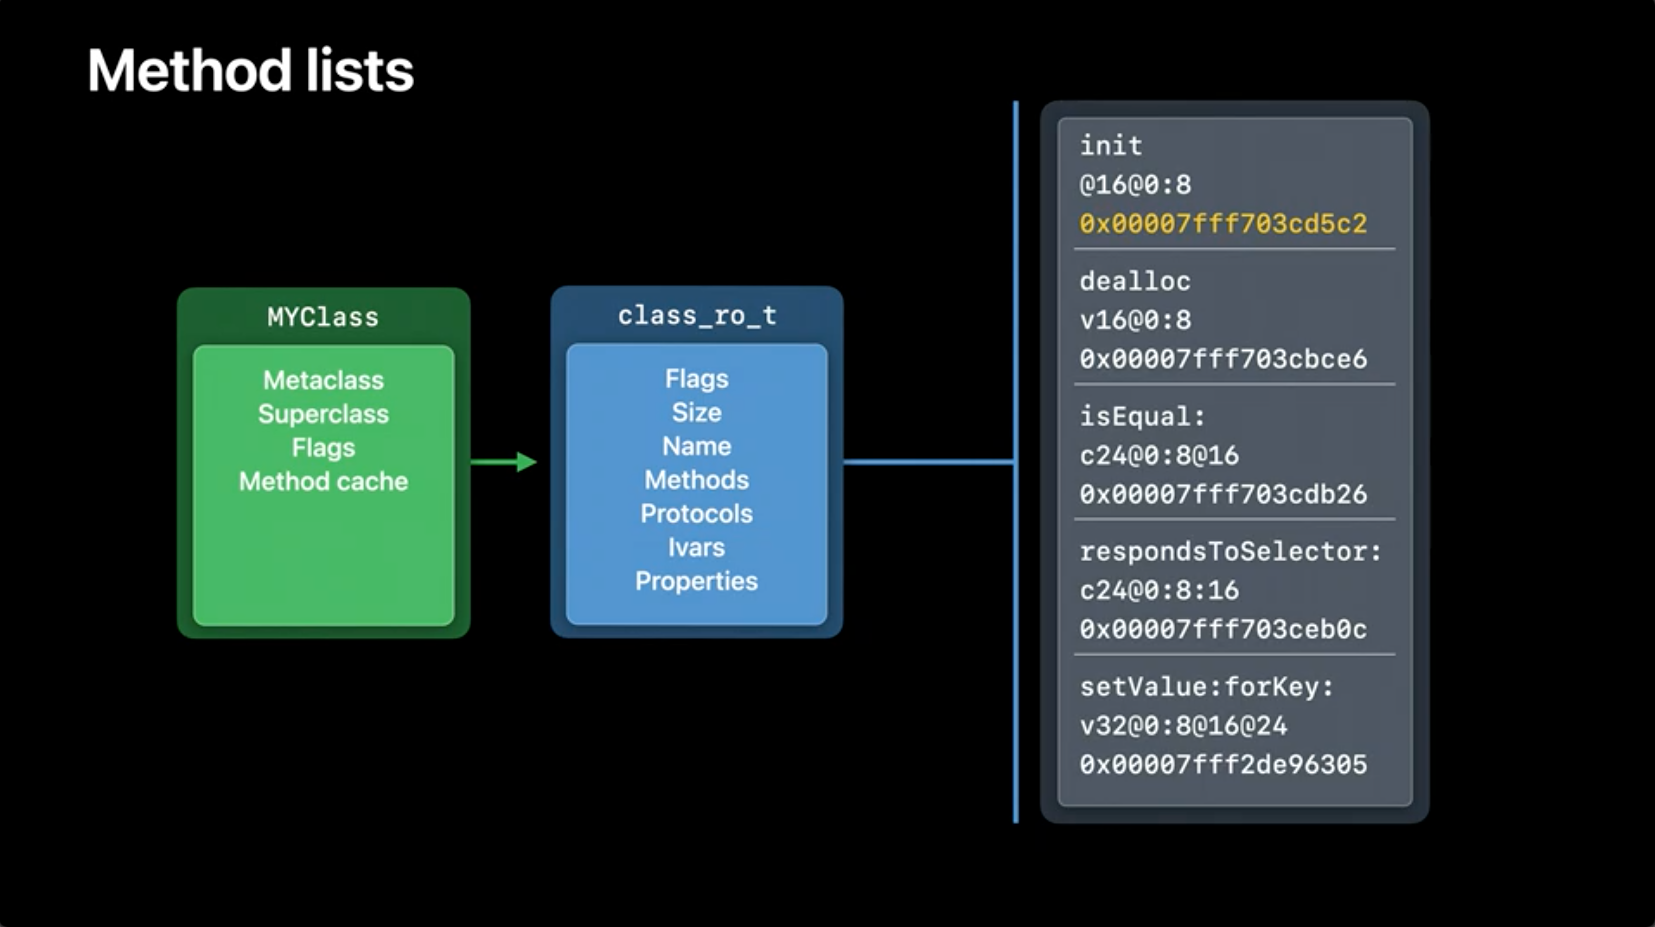 Method lists
MYClass
Metaclass
Superclass
Flags
Method cache
class_ro_t
Flags
Size
Name
Methods
Protocols
Ivars
Properties
init
@16@0:8
0x00007fff703cd5c2
dealloc
v16@0:8
0x00007fff703cbce6
isEqual:
c24@0:8@16
0x00007fff703cdb26
respondsToSelector:
c24@0:8:16
0x00007fff703ceb0c
setValue:forKey:
v32@0:8@16@24
0x00007fff2de96305